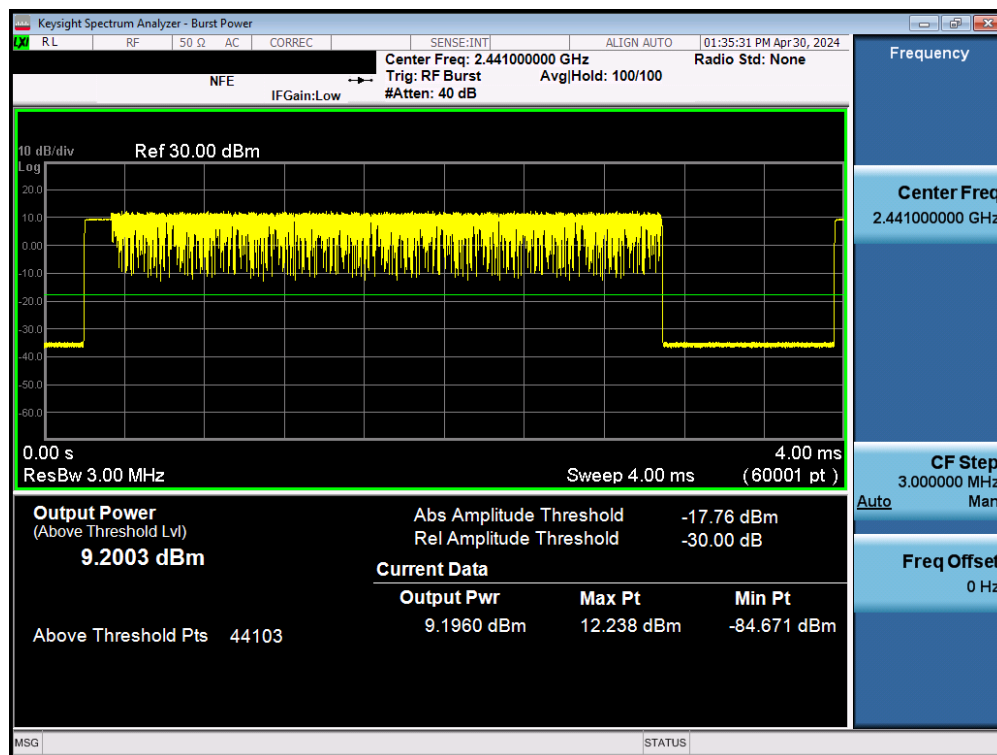 Keysight Spectrum Analyzer - Burst Power
LXI RL RF 50 Ω AC CORREC SENSE:INT ALIGN AUTO 01:35:31 PM Apr 30, 2024
Center Freq: 2.441000000 GHz Radio Std: None
NFE Trig: RF Burst Avg|Hold: 100/100
IFGain:Low #Atten: 40 dB
Frequency
10 dB/div Ref 30.00 dBm
Log
20.0
10.0
0.00
-10.0
-20.0
-30.0
-40.0
-50.0
-60.0
0.00 s 4.00 ms
ResBw 3.00 MHz Sweep 4.00 ms (60001 pt)
Center Freq
2.441000000 GHz
CF Step
3.000000 MHz
Auto Man
Freq Offset
0 Hz
Output Power
(Above Threshold Lvl)
9.2003 dBm
Above Threshold Pts 44103
Abs Amplitude Threshold -17.76 dBm
Rel Amplitude Threshold -30.00 dB
Current Data
Output Pwr Max Pt Min Pt
9.1960 dBm 12.238 dBm -84.671 dBm
MSG STATUS